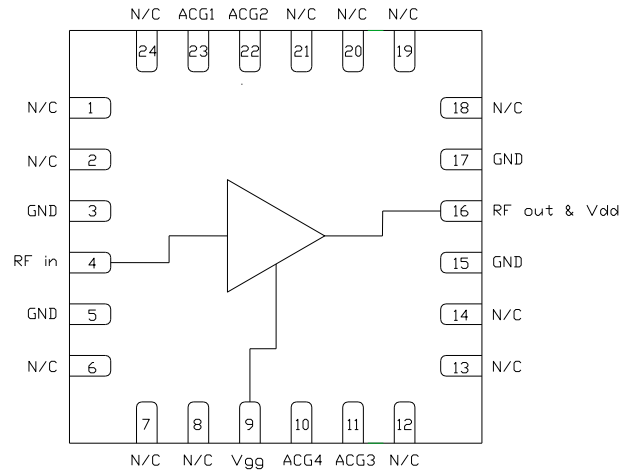 N/C ACG1 ACG2 N/C N/C N/C
24 23 22 21 20 19
N/C 1 18 N/C
N/C 2 17 GND
GND 3 16 RF out & Vdd
RF in 4 15 GND
GND 5 14 N/C
N/C 6 13 N/C
7 8 9 10 11 12
N/C N/C Vgg ACG4 ACG3 N/C